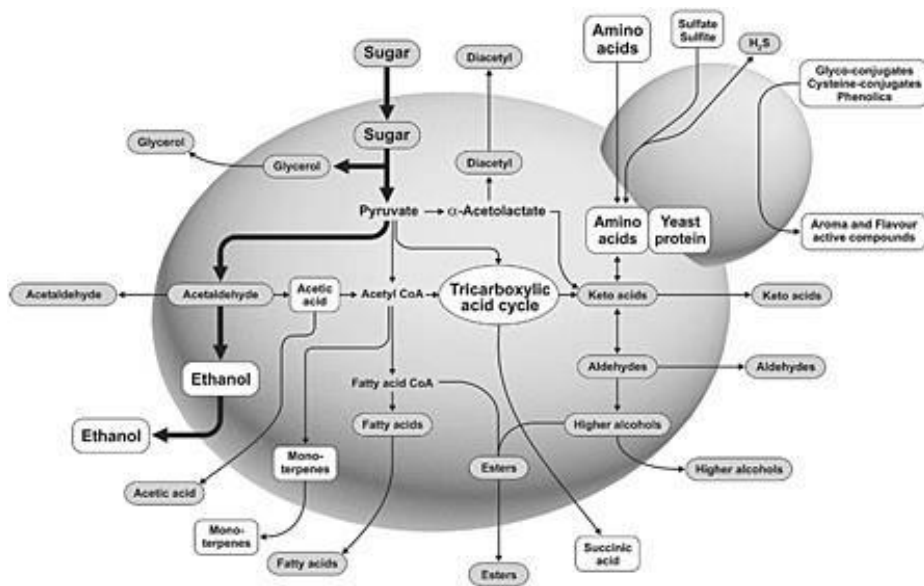 Sugar
Diacetyl
Amino
acids
Sulfate
Sulfite
H₂S
Glyco-conjugates
Cysteine-conjugates
Phenolics
Sugar
Glycerol
Glycerol
Diacetyl
Pyruvate
α-Acetolactate
Amino
acids
Yeast
protein
Aroma and Flavour
active compounds
Acetaldehyde
Acetaldehyde
Acetic
acid
Acetyl CoA
Tricarboxylic
acid cycle
Keto acids
Keto acids
Ethanol
Fatty acid CoA
Aldehydes
Aldehydes
Ethanol
Fatty acids
Higher alcohols
Mono-
terpenes
Esters
Higher alcohols
Acetic acid
Mono-
terpenes
Fatty acids
Esters
Succinic
acid